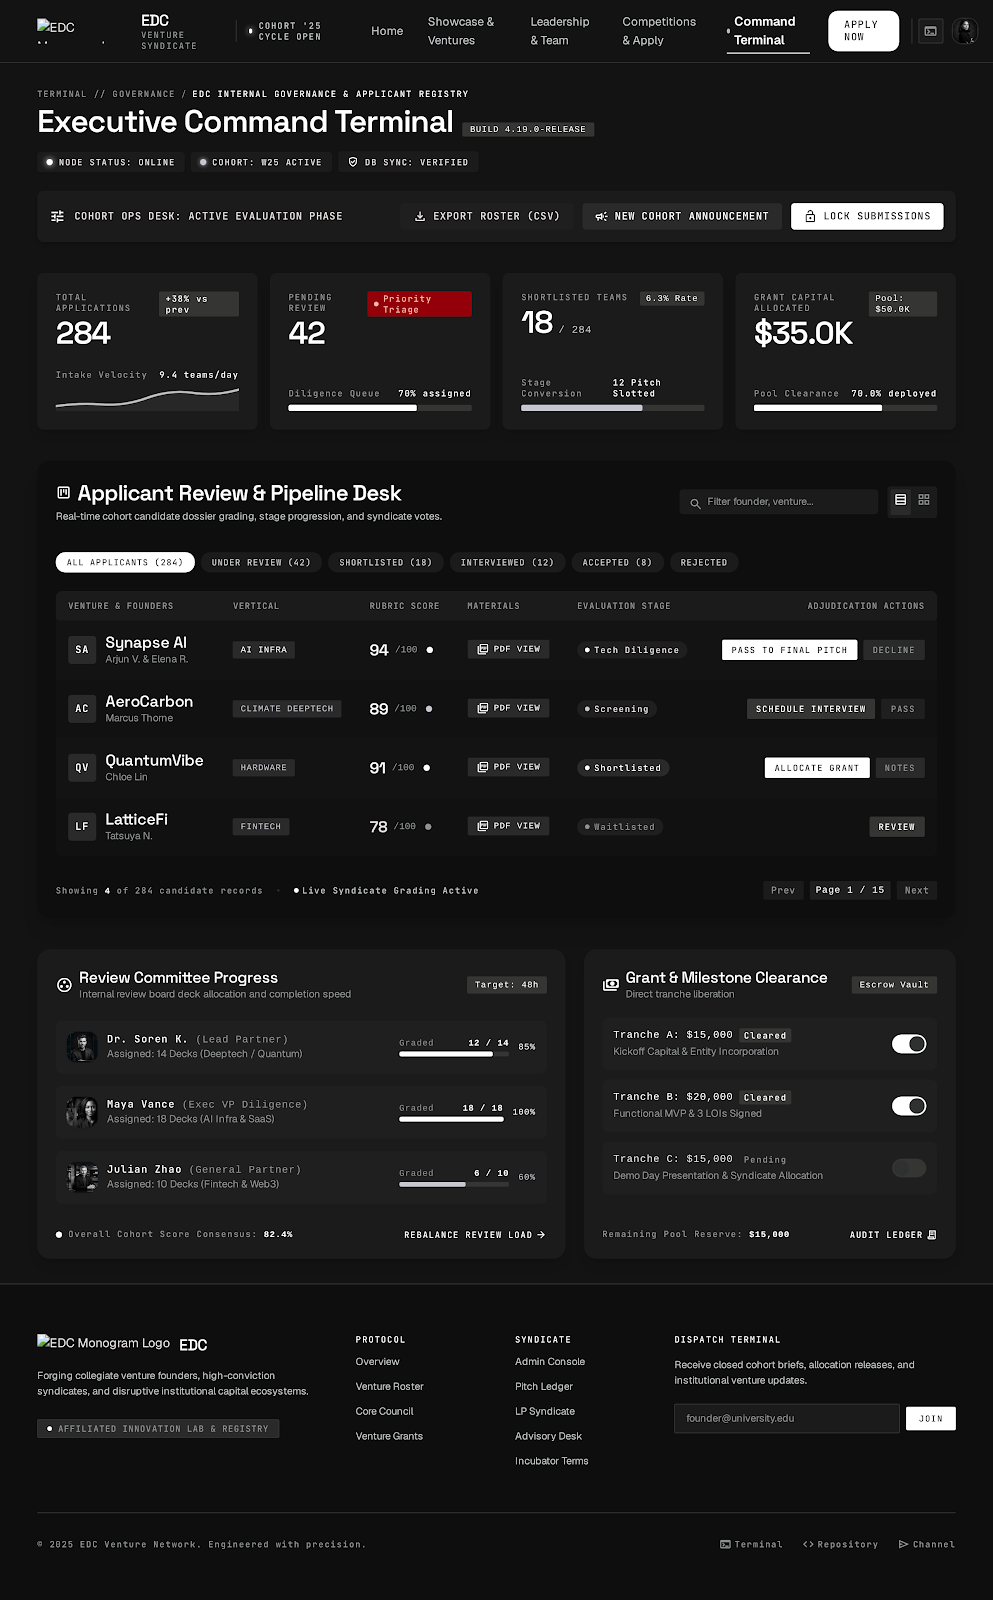 EDC
EDC
VENTURE
SYNDICATE
COHORT '25
CYCLE OPEN
Home
Showcase &
Ventures
Leadership
& Team
Competitions
& Apply
Command
Terminal
APPLY
NOW
TERMINAL // GOVERNANCE / EDC INTERNAL GOVERNANCE & APPLICANT REGISTRY
Executive Command Terminal
BUILD 4.19.0-RELEASE
NODE STATUS: ONLINE
COHORT: W25 ACTIVE
DB SYNC: VERIFIED
COHORT OPS DESK: ACTIVE EVALUATION PHASE
EXPORT ROSTER (CSV)
NEW COHORT ANNOUNCEMENT
LOCK SUBMISSIONS
TOTAL
APPLICATIONS
+38% vs
prev
284
Intake Velocity
9.4 teams/day
PENDING
REVIEW
Priority
Triage
42
Diligence Queue
70% assigned
SHORTLISTED TEAMS
6.3% Rate
18 / 284
Stage
Conversion
12 Pitch
Slotted
GRANT CAPITAL
ALLOCATED
Pool:
$50.0K
$35.0K
Pool Clearance
70.0% deployed
Applicant Review & Pipeline Desk
Real-time cohort candidate dossier grading, stage progression, and syndicate votes.
Filter founder, venture...
ALL APPLICANTS (284)
UNDER REVIEW (42)
SHORTLISTED (18)
INTERVIEWED (12)
ACCEPTED (8)
REJECTED
VENTURE & FOUNDERS
VERTICAL
RUBRIC SCORE
MATERIALS
EVALUATION STAGE
ADJUDICATION ACTIONS
SA
Synapse AI
Arjun V. & Elena R.
AI INFRA
94 /100
PDF VIEW
Tech Diligence
PASS TO FINAL PITCH
DECLINE
AC
AeroCarbon
Marcus Thorne
CLIMATE DEEPTECH
89 /100
PDF VIEW
Screening
SCHEDULE INTERVIEW
PASS
QV
QuantumVibe
Chloe Lin
HARDWARE
91 /100
PDF VIEW
Shortlisted
ALLOCATE GRANT
NOTES
LF
LatticeFi
Tatsuya N.
FINTECH
78 /100
PDF VIEW
Waitlisted
REVIEW
Showing 4 of 284 candidate records · Live Syndicate Grading Active
Prev
Page 1 / 15
Next
Review Committee Progress
Internal review board deck allocation and completion speed
Target: 48h
Dr. Soren K. (Lead Partner)
Assigned: 14 Decks (Deeptech / Quantum)
Graded
12 / 14
85%
Maya Vance (Exec VP Diligence)
Assigned: 18 Decks (AI Infra & SaaS)
Graded
18 / 18
100%
Julian Zhao (General Partner)
Assigned: 10 Decks (Fintech & Web3)
Graded
6 / 10
60%
Overall Cohort Score Consensus: 82.4%
REBALANCE REVIEW LOAD
Grant & Milestone Clearance
Direct tranche liberation
Escrow Vault
Tranche A: $15,000 Cleared
Kickoff Capital & Entity Incorporation
Tranche B: $20,000 Cleared
Functional MVP & 3 LOIs Signed
Tranche C: $15,000 Pending
Demo Day Presentation & Syndicate Allocation
Remaining Pool Reserve: $15,000
AUDIT LEDGER
EDC Monogram Logo
EDC
Forging collegiate venture founders, high-conviction
syndicates, and disruptive institutional capital ecosystems.
AFFILIATED INNOVATION LAB & REGISTRY
PROTOCOL
Overview
Venture Roster
Core Council
Venture Grants
SYNDICATE
Admin Console
Pitch Ledger
LP Syndicate
Advisory Desk
Incubator Terms
DISPATCH TERMINAL
Receive closed cohort briefs, allocation releases, and
institutional venture updates.
founder@university.edu
JOIN
© 2025 EDC Venture Network. Engineered with precision.
Terminal
Repository
Channel